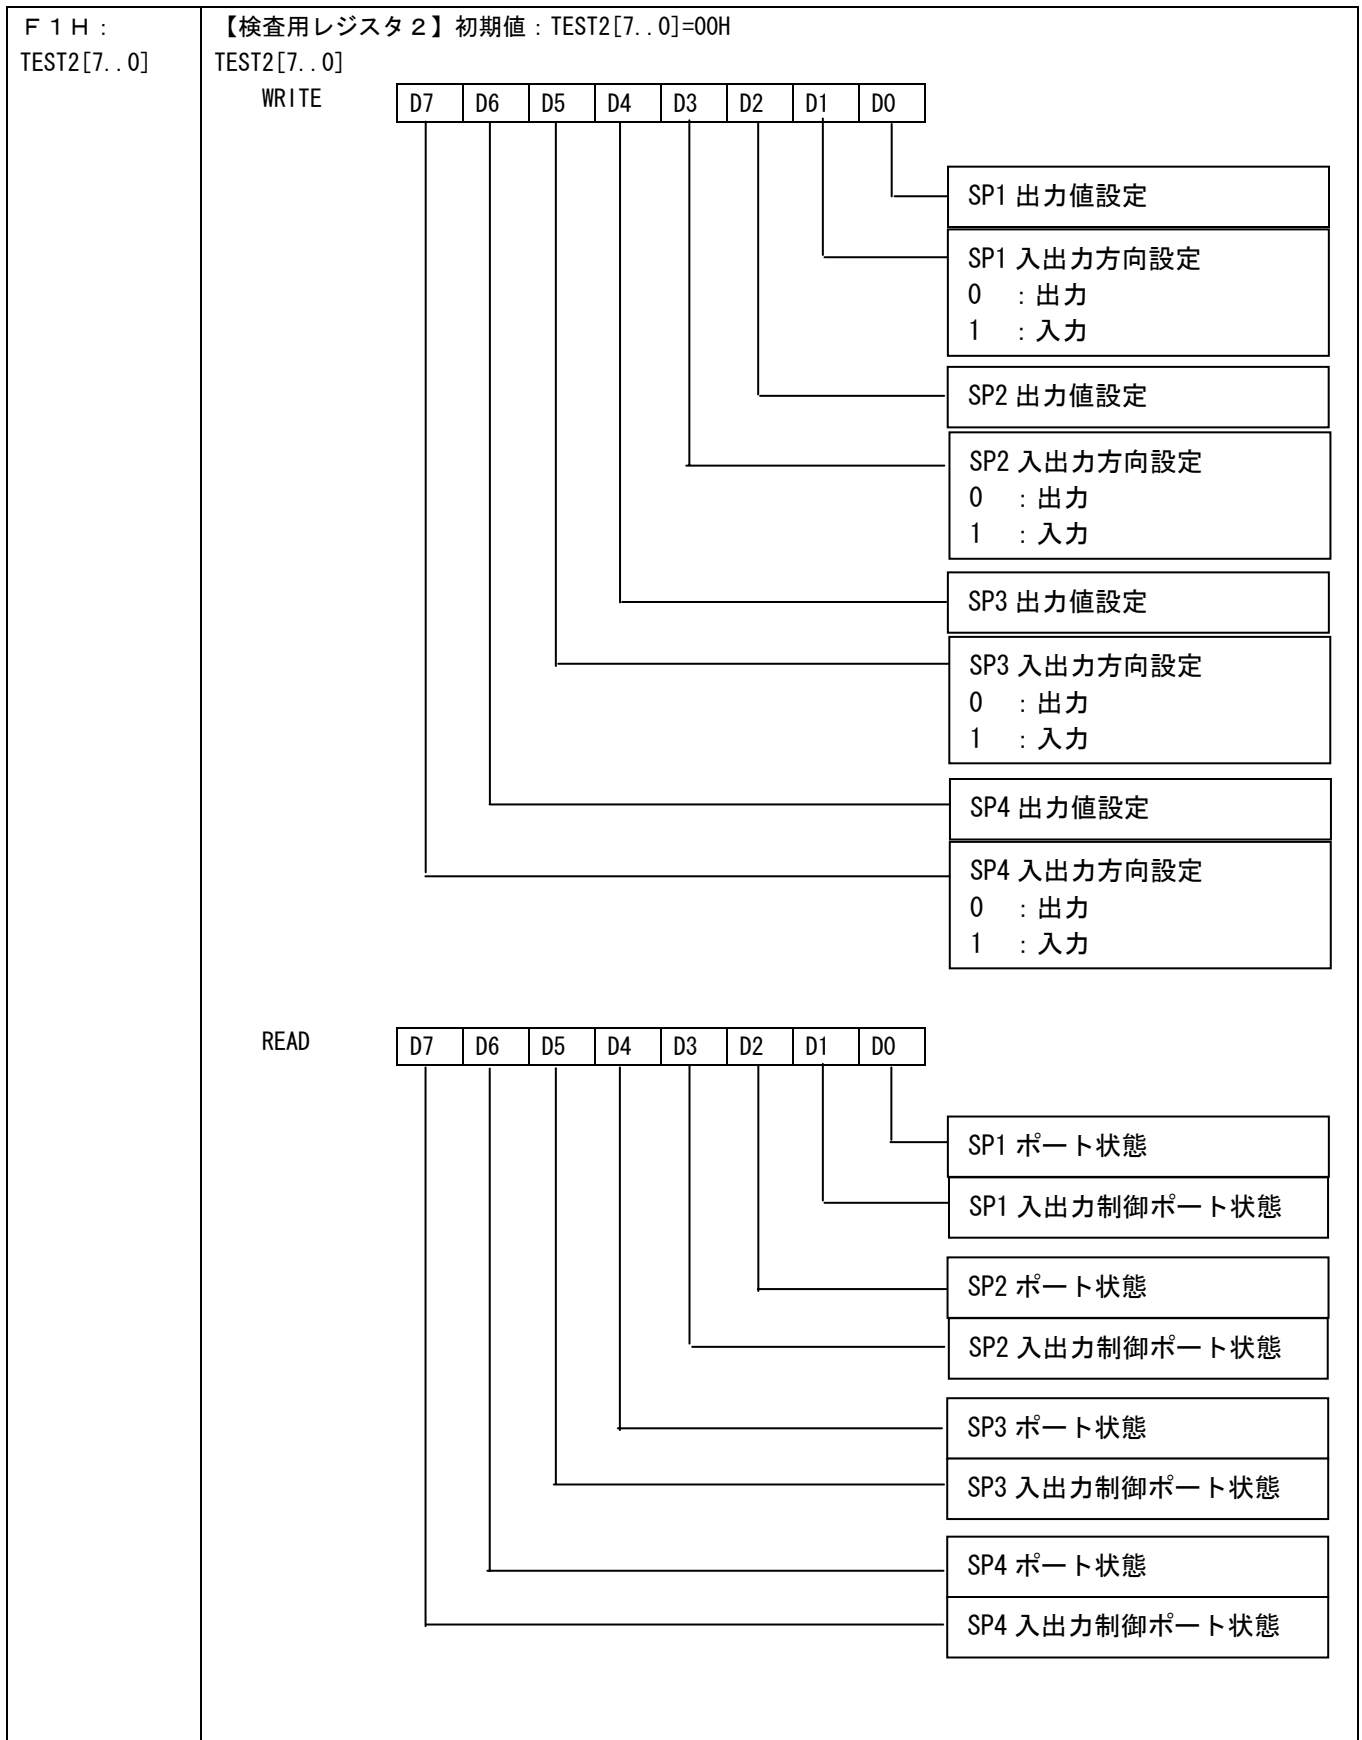 F1H:
TEST2[7..0]
【検査用レジスタ2】初期値:TEST2[7..0]=00H
TEST2[7..0]
WRITE
D7 D6 D5 D4 D3 D2 D1 D0
SP1 出力値設定
SP1 入出力方向設定
0 :出力
1 :入力
SP2 出力値設定
SP2 入出力方向設定
0 :出力
1 :入力
SP3 出力値設定
SP3 入出力方向設定
0 :出力
1 :入力
SP4 出力値設定
SP4 入出力方向設定
0 :出力
1 :入力
READ
D7 D6 D5 D4 D3 D2 D1 D0
SP1 ポート状態
SP1 入出力制御ポート状態
SP2 ポート状態
SP2 入出力制御ポート状態
SP3 ポート状態
SP3 入出力制御ポート状態
SP4 ポート状態
SP4 入出力制御ポート状態